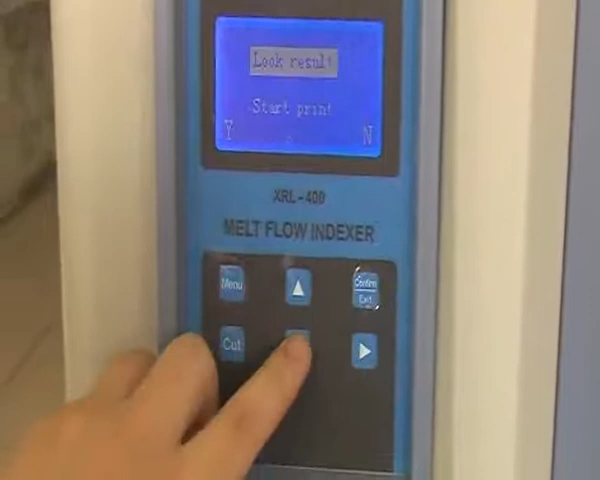 Look result
Start print
Y N
XRL-400
MELT FLOW INDEXER
Menu
Confirm
Exit
Cut